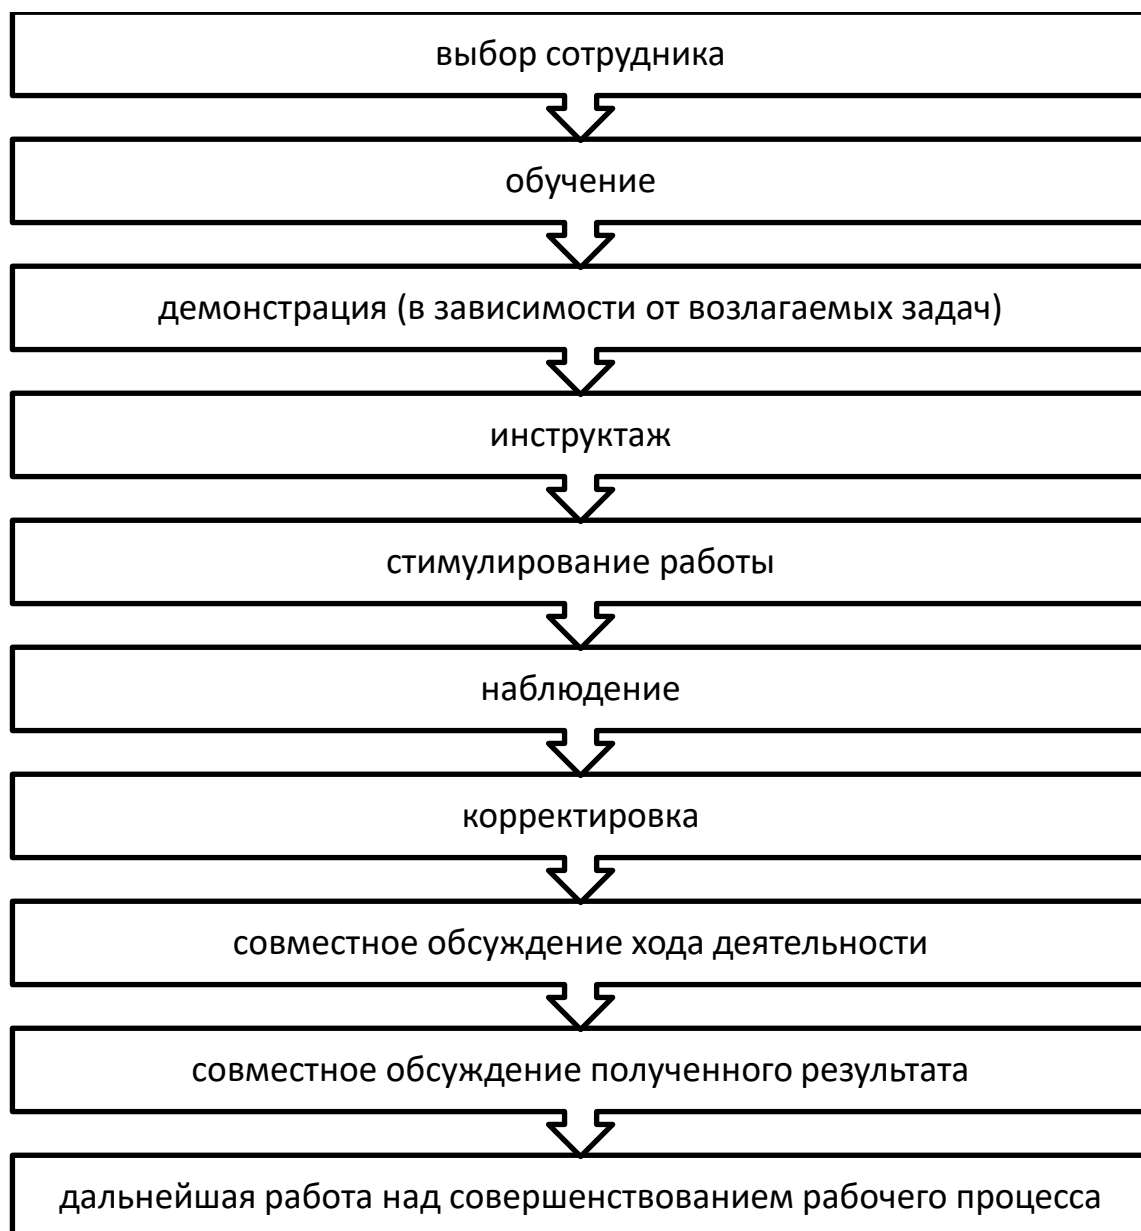 выбор сотрудника
обучение
демонстрация (в зависимости от возлагаемых задач)
инструктаж
стимулирование работы
наблюдение
корректировка
совместное обсуждение хода деятельности
совместное обсуждение полученного результата
дальнейшая работа над совершенствованием рабочего процесса